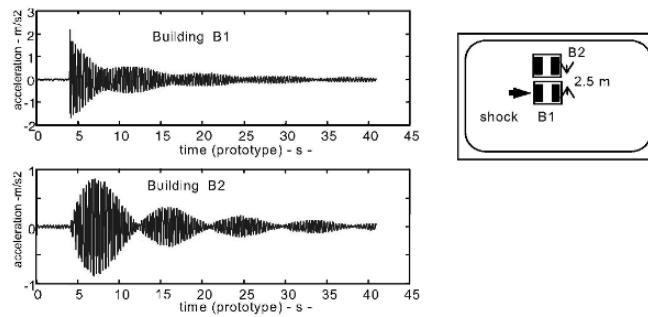 3
2
1
0
-1
-2
acceleration - m/s2
Building B1
0 5 10 15 20 25 30 35 40 45
time (prototype) - s -
1
0
-1
acceleration -m/s2
Building B2
0 5 10 15 20 25 30 35 40 45
time (prototype) - s -
B2
2.5 m
shock B1